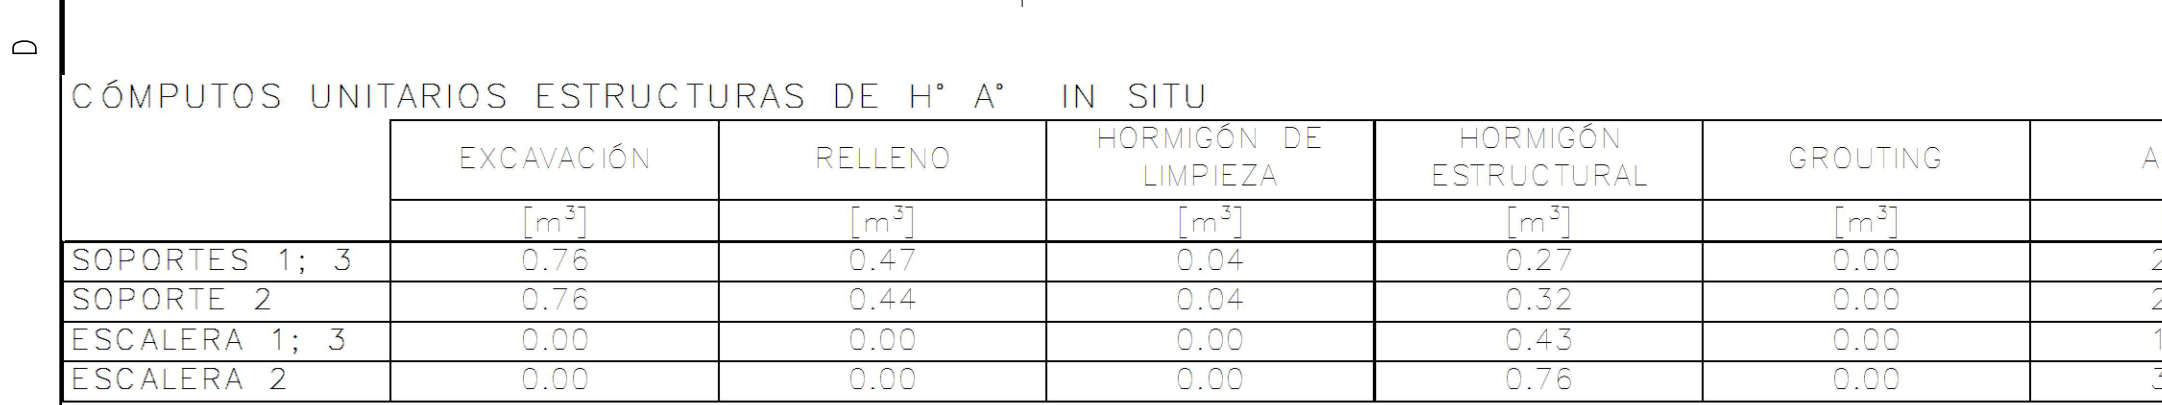 D
CÓMPUTOS UNITARIOS ESTRUCTURAS DE H° A° IN SITU
EXCAVACIÓN RELLENO HORMIGÓN DE LIMPIEZA HORMIGÓN ESTRUCTURAL GROUTING
[m³] [m³] [m³] [m³] [m³]
SOPORTES 1; 3 0.76 0.47 0.04 0.27 0.00
SOPORTE 2 0.76 0.44 0.04 0.32 0.00
ESCALERA 1; 3 0.00 0.00 0.00 0.43 0.00
ESCALERA 2 0.00 0.00 0.00 0.76 0.00